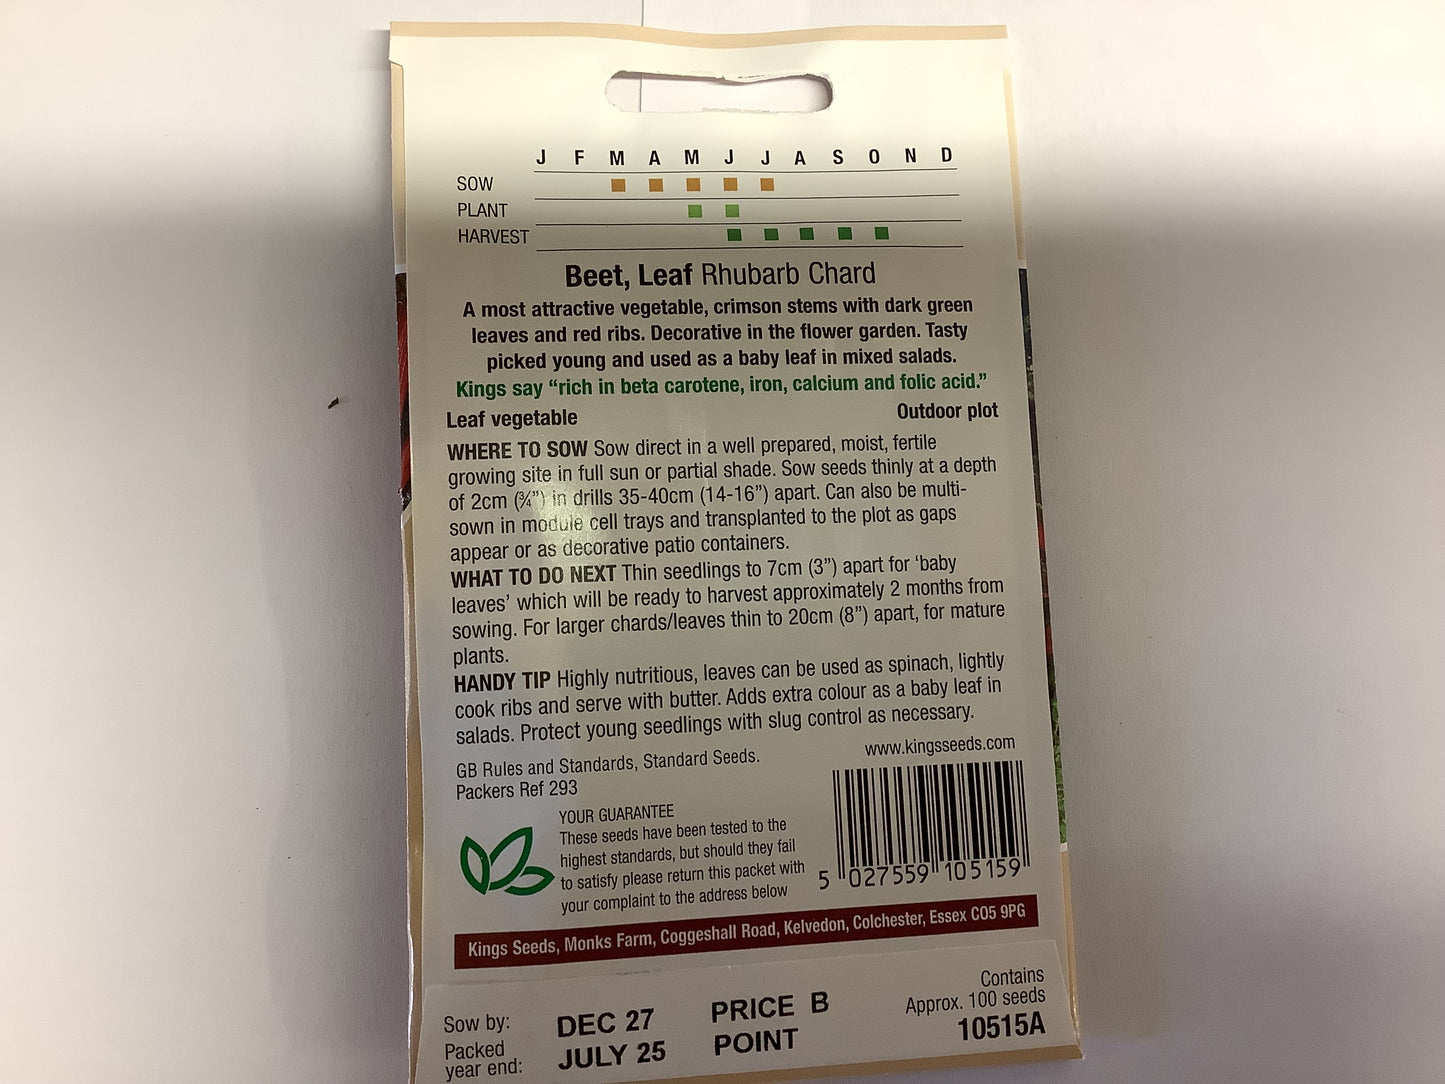 J F M A M J J A S O N D
SOW
PLANT
HARVEST
Beet, Leaf Rhubarb Chard
A most attractive vegetable, crimson stems with dark green
leaves and red ribs. Decorative in the flower garden. Tasty
picked young and used as a baby leaf in mixed salads.
Kings say “rich in beta carotene, iron, calcium and folic acid.”
Leaf vegetable Outdoor plot
WHERE TO SOW Sow direct in a well prepared, moist, fertile
growing site in full sun or partial shade. Sow seeds thinly at a depth
of 2cm (¾”) in drills 35-40cm (14-16”) apart. Can also be multi-
sown in module cell trays and transplanted to the plot as gaps
appear or as decorative patio containers.
WHAT TO DO NEXT Thin seedlings to 7cm (3”) apart for ‘baby
leaves’ which will be ready to harvest approximately 2 months from
sowing. For larger chards/leaves thin to 20cm (8”) apart, for mature
plants.
HANDY TIP Highly nutritious, leaves can be used as spinach, lightly
cook ribs and serve with butter. Adds extra colour as a baby leaf in
salads. Protect young seedlings with slug control as necessary.
www.kingsseeds.com
GB Rules and Standards, Standard Seeds.
Packers Ref 293
YOUR GUARANTEE
These seeds have been tested to the
highest standards, but should they fail
to satisfy please return this packet with
your complaint to the address below
5 027559 105159
Kings Seeds, Monks Farm, Coggeshall Road, Kelvedon, Colchester, Essex CO5 9PG
Sow by: DEC 27 PRICE B
Packed
year end: JULY 25 POINT
Contains
Approx. 100 seeds
10515A